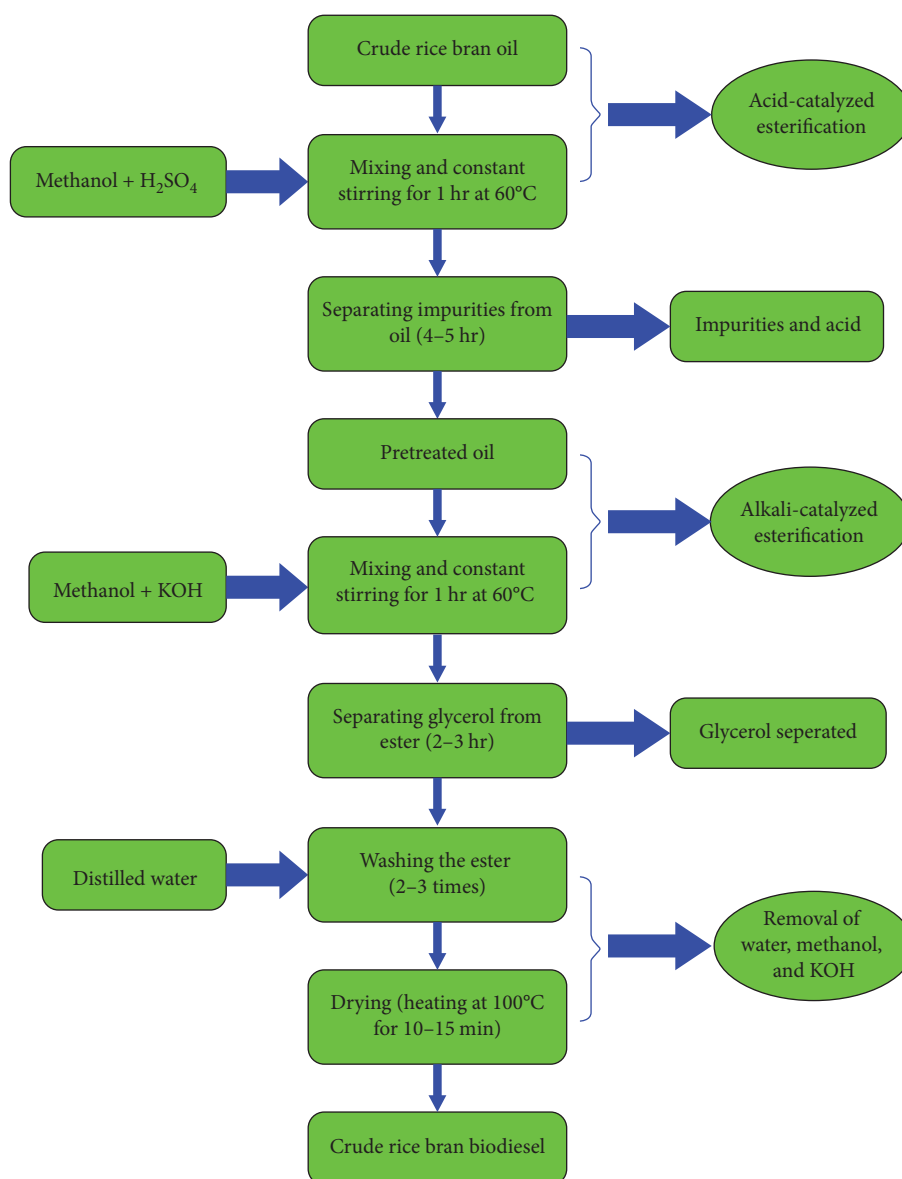 Crude rice bran oil
Acid-catalyzed
esterification
Methanol + H₂SO₄
Mixing and constant
stirring for 1 hr at 60°C
Separating impurities from
oil (4–5 hr)
Impurities and acid
Pretreated oil
Alkali-catalyzed
esterification
Methanol + KOH
Mixing and constant
stirring for 1 hr at 60°C
Separating glycerol from
ester (2–3 hr)
Glycerol seperated
Distilled water
Washing the ester
(2–3 times)
Removal of
water, methanol,
and KOH
Drying (heating at 100°C
for 10–15 min)
Crude rice bran biodiesel